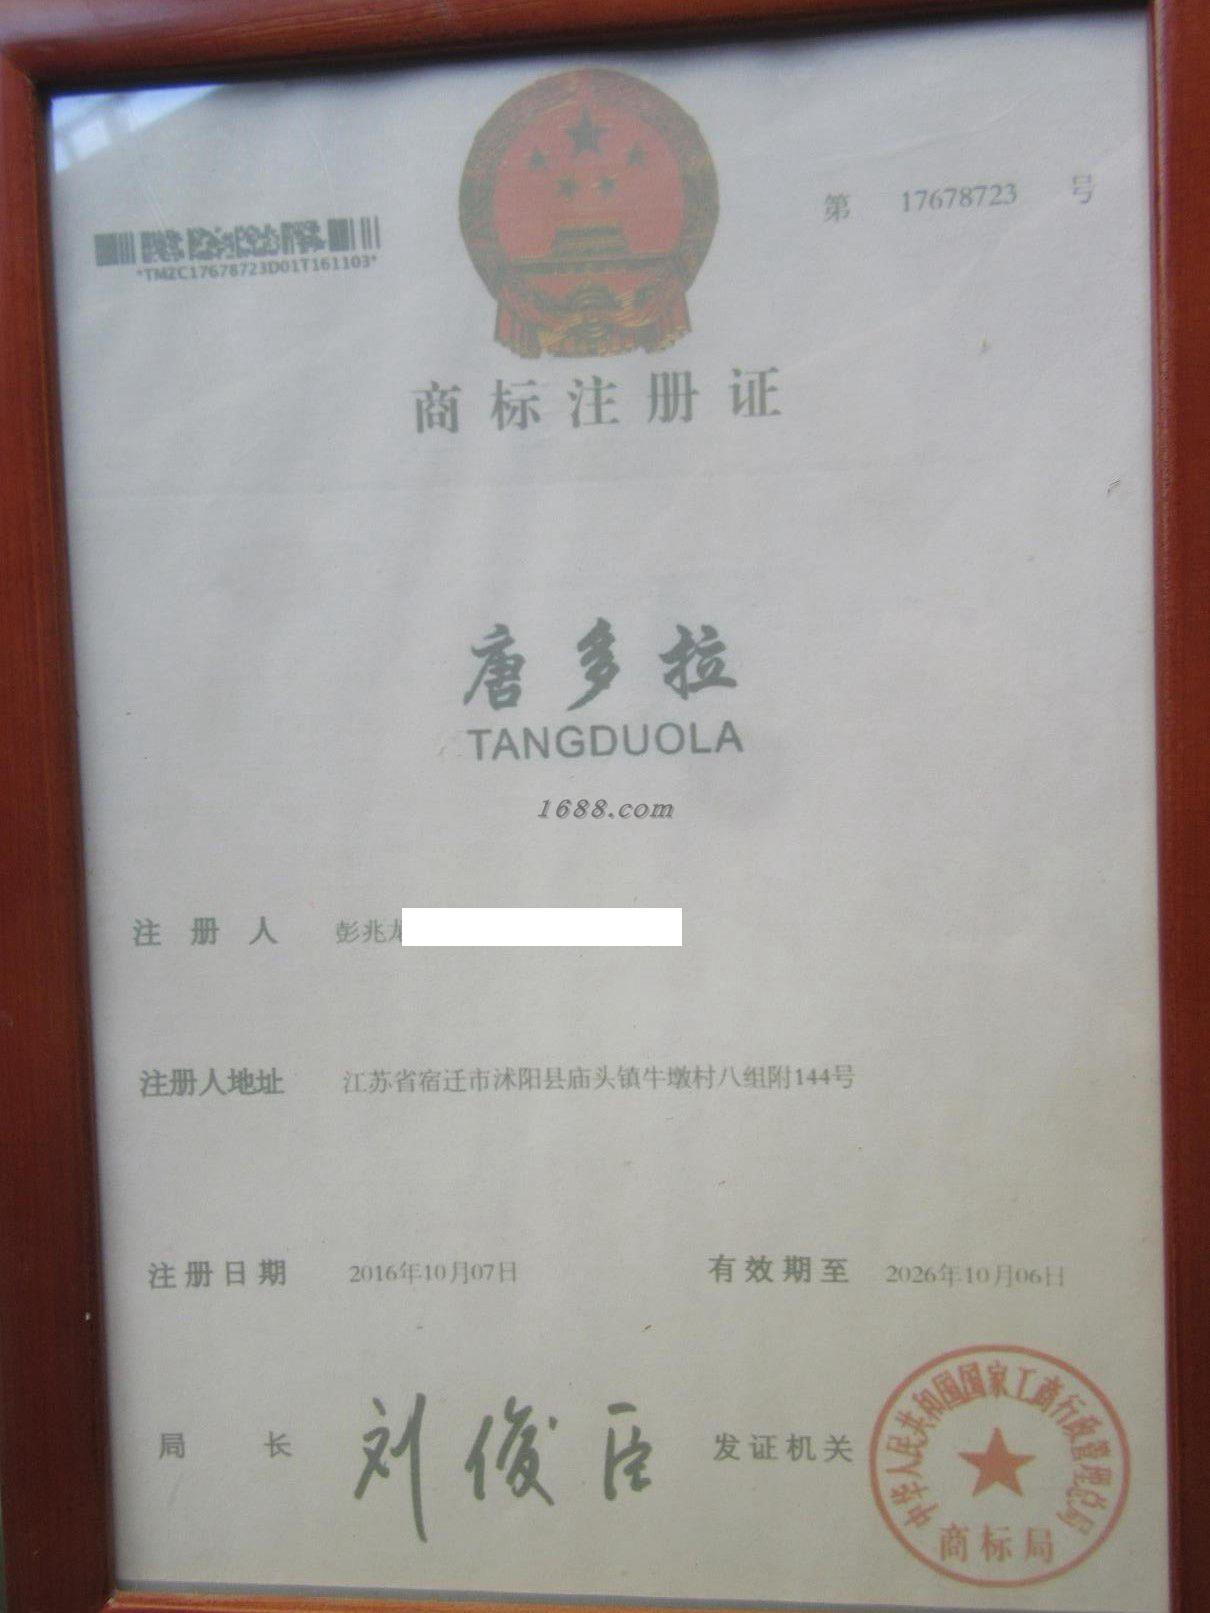 第 17678723 号
*TMZC17678723D01T161103*
商标注册证
唐多拉
TANGDUOLA
1688.com
注册人 彭兆
注册人地址 江苏省宿迁市沭阳县庙头镇牛墩村八组附144号
注册日期 2016年10月07日 有效期至 2026年10月06日
局长 刘俊臣 发证机关
中华人民共和国国家工商行政管理总局
商标局